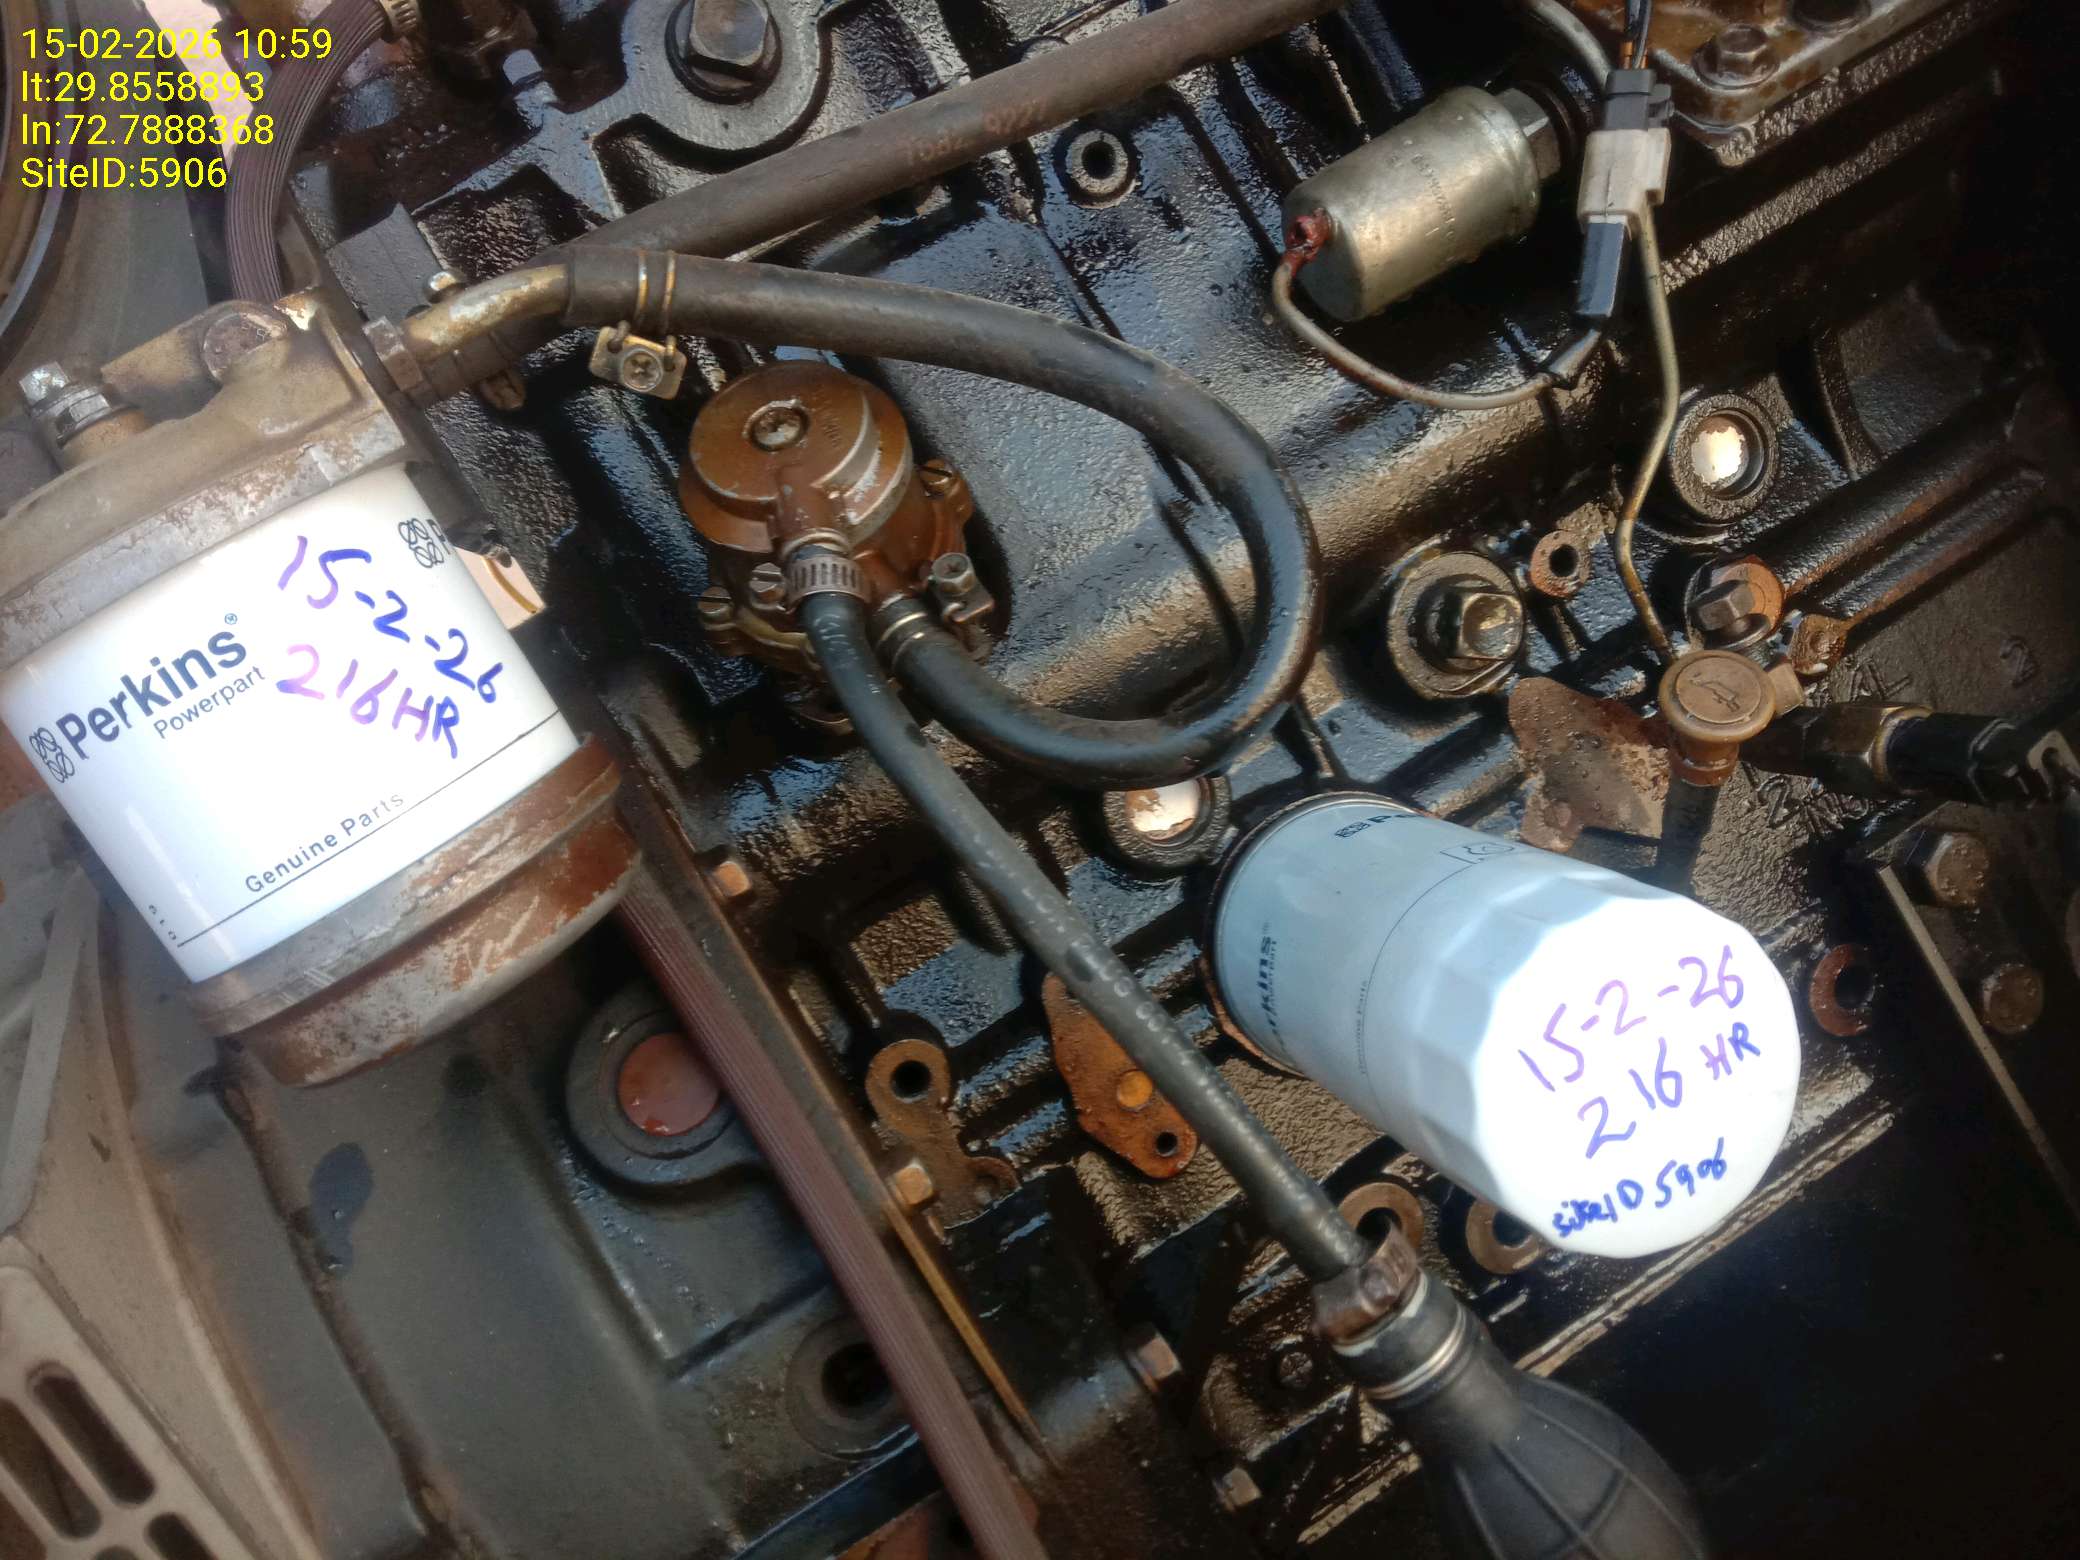 15-02-2026 10:59
lt:29.8558893
ln:72.7888368
SiteID:5906
Perkins®
Powerpart
Genuine Parts
15-2-26
216HR
15-2-26
216 HR
siteID 5906